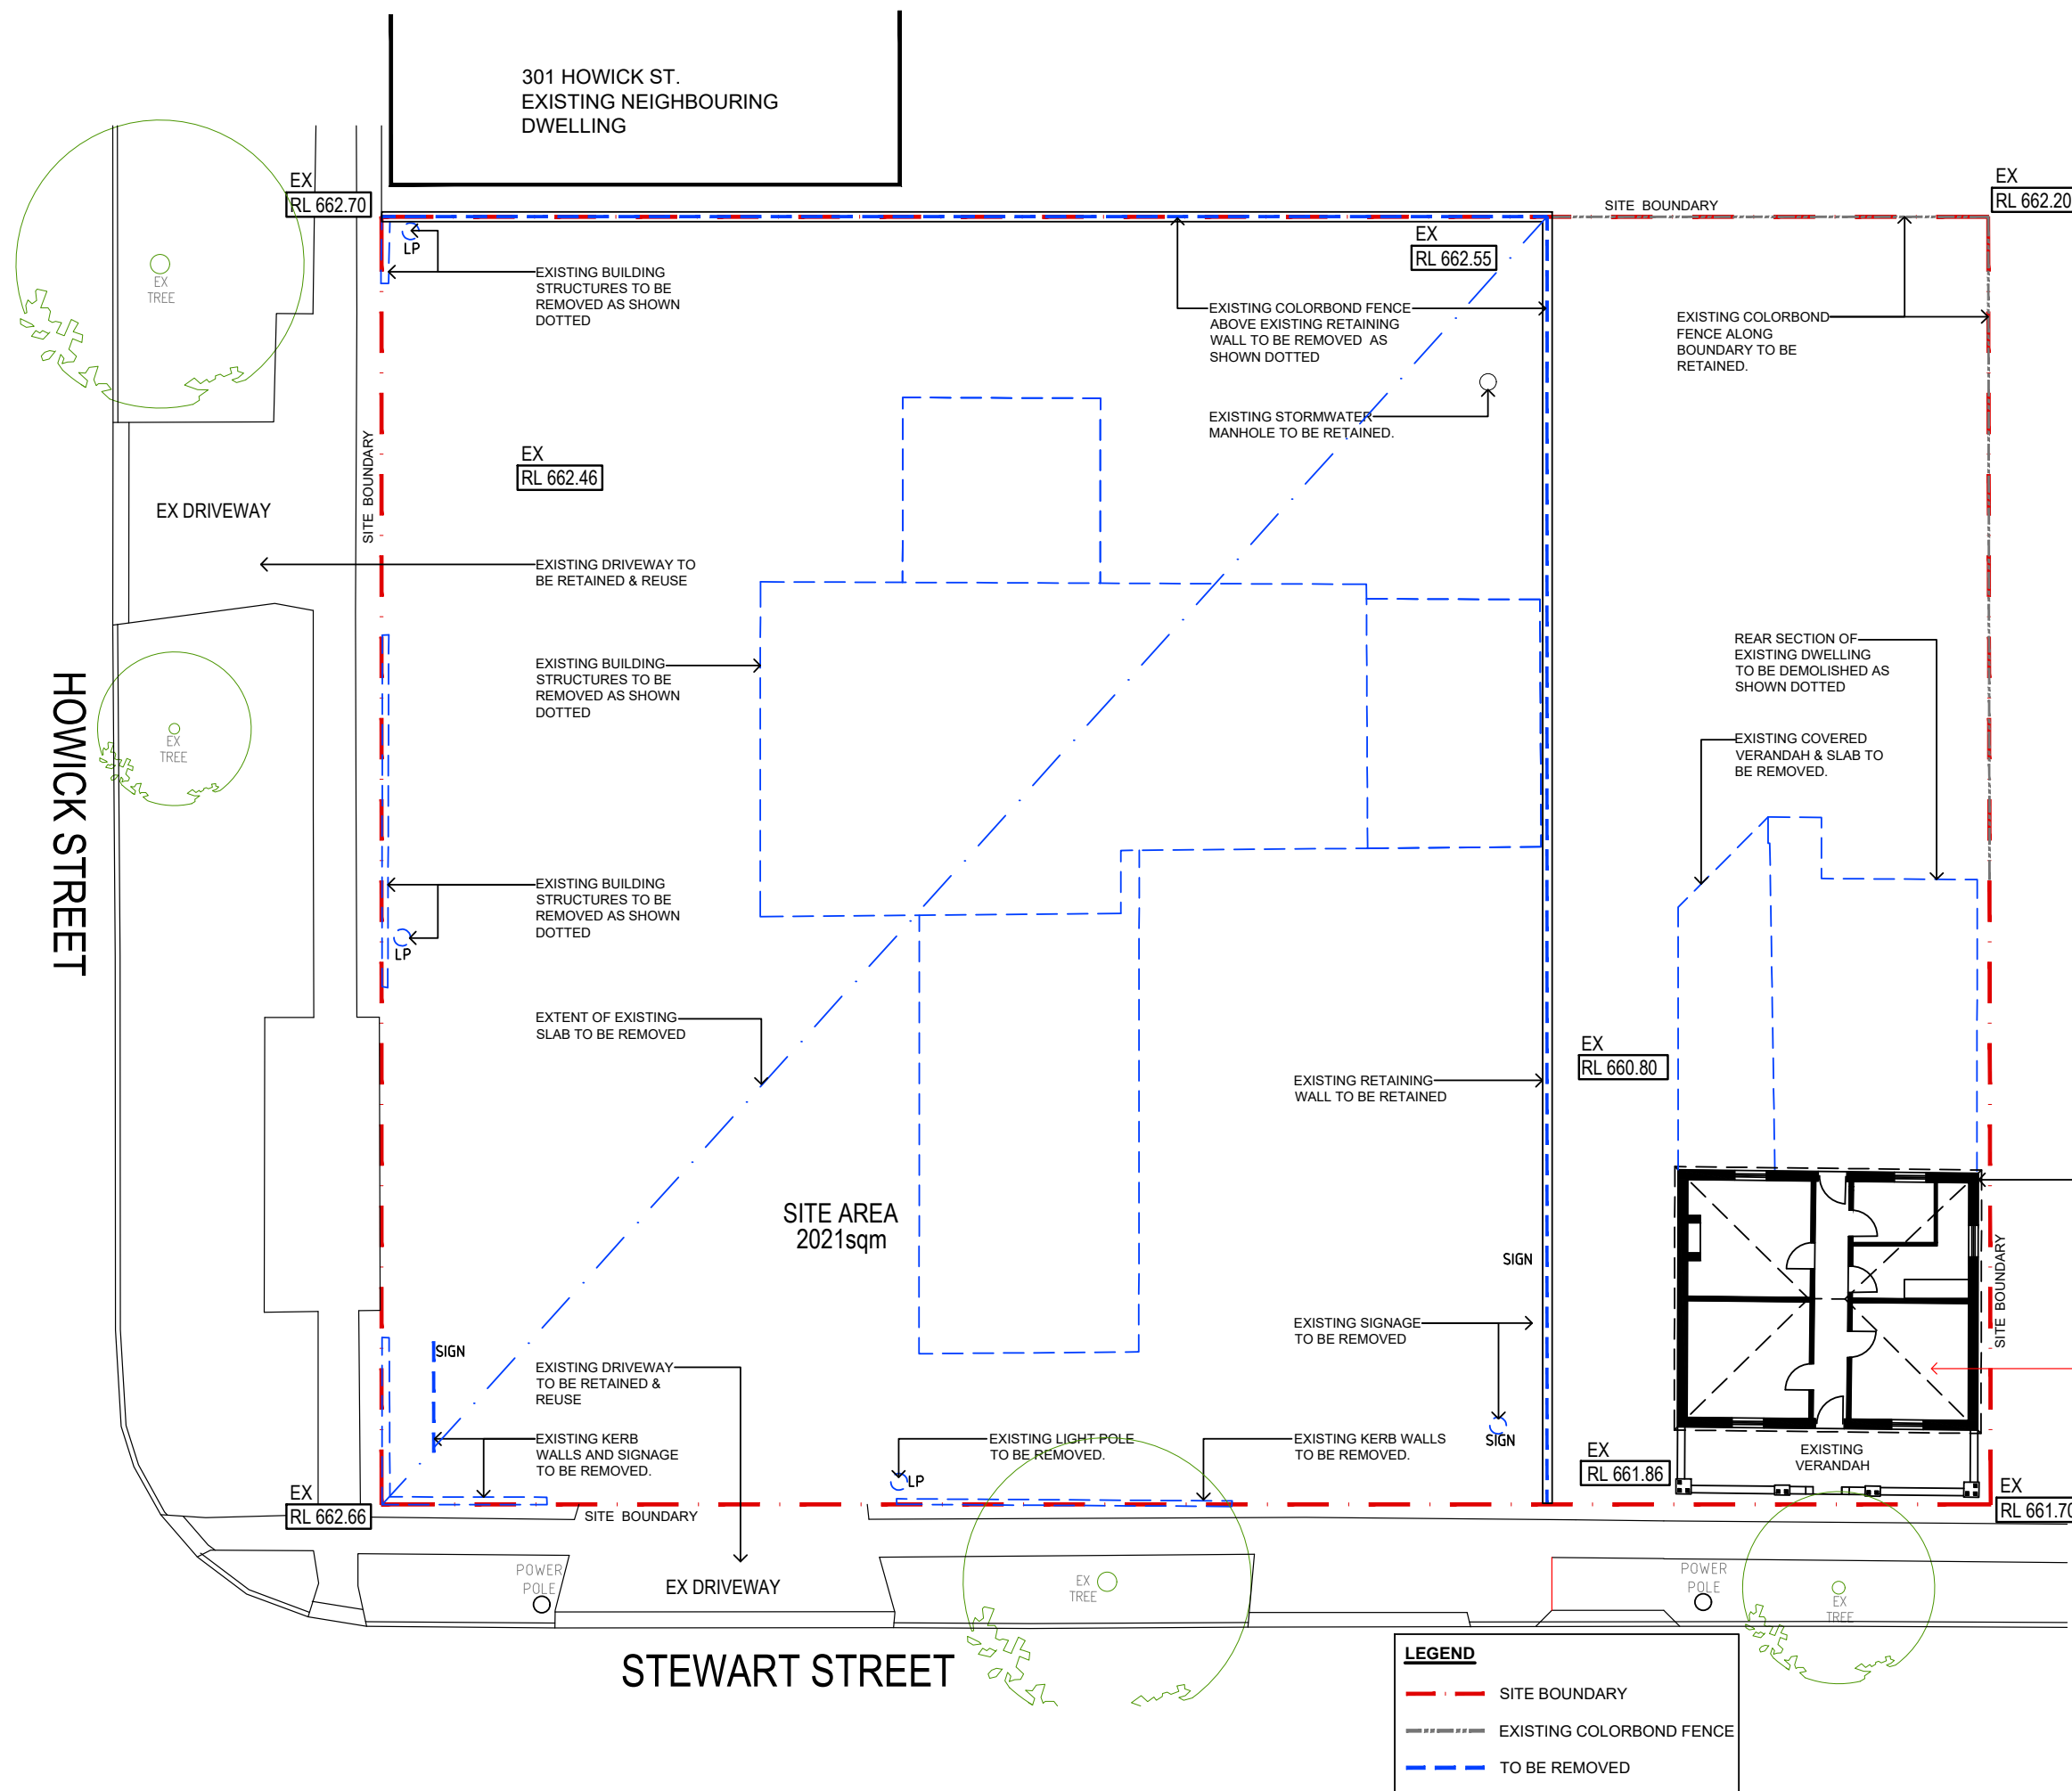 301 HOWICK ST.
EXISTING NEIGHBOURING
DWELLING
EX
RL 662.70
EX
RL 662.20
SITE BOUNDARY
EX
RL 662.55
LP
EXISTING BUILDING
STRUCTURES TO BE
REMOVED AS SHOWN
DOTTED
EX
TREE
EXISTING COLORBOND FENCE
ABOVE EXISTING RETAINING
WALL TO BE REMOVED AS
SHOWN DOTTED
EXISTING COLORBOND
FENCE ALONG
BOUNDARY TO BE
RETAINED.
EXISTING STORMWATER
MANHOLE TO BE RETAINED.
SITE BOUNDARY
EX
RL 662.46
EX DRIVEWAY
EXISTING DRIVEWAY TO
BE RETAINED & REUSE
EXISTING BUILDING
STRUCTURES TO BE
REMOVED AS SHOWN
DOTTED
REAR SECTION OF
EXISTING DWELLING
TO BE DEMOLISHED AS
SHOWN DOTTED
HOWICK STREET
EX
TREE
EXISTING COVERED
VERANDAH & SLAB TO
BE REMOVED.
EXISTING BUILDING
STRUCTURES TO BE
REMOVED AS SHOWN
DOTTED
LP
EXTENT OF EXISTING
SLAB TO BE REMOVED
EX
RL 660.80
EXISTING RETAINING
WALL TO BE RETAINED
SITE AREA
2021sqm
SIGN
SITE BOUNDARY
SIGN
EXISTING SIGNAGE
TO BE REMOVED
EXISTING DRIVEWAY
TO BE RETAINED &
REUSE
EXISTING KERB
WALLS AND SIGNAGE
TO BE REMOVED.
EXISTING LIGHT POLE
TO BE REMOVED.
LP
EXISTING KERB WALLS
TO BE REMOVED.
SIGN
EX
RL 661.86
EXISTING
VERANDAH
EX
RL 662.66
SITE BOUNDARY
EX
RL 661.70
POWER
POLE
EX DRIVEWAY
EX
TREE
POWER
POLE
EX
TREE
STEWART STREET
LEGEND
SITE BOUNDARY
EXISTING COLORBOND FENCE
TO BE REMOVED